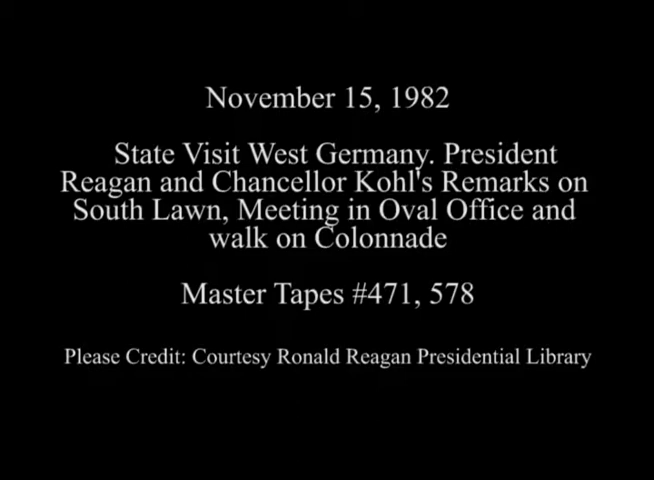 November 15, 1982
State Visit West Germany. President
Reagan and Chancellor Kohl's Remarks on
South Lawn, Meeting in Oval Office and
walk on Colonnade
Master Tapes #471, 578
Please Credit: Courtesy Ronald Reagan Presidential Library